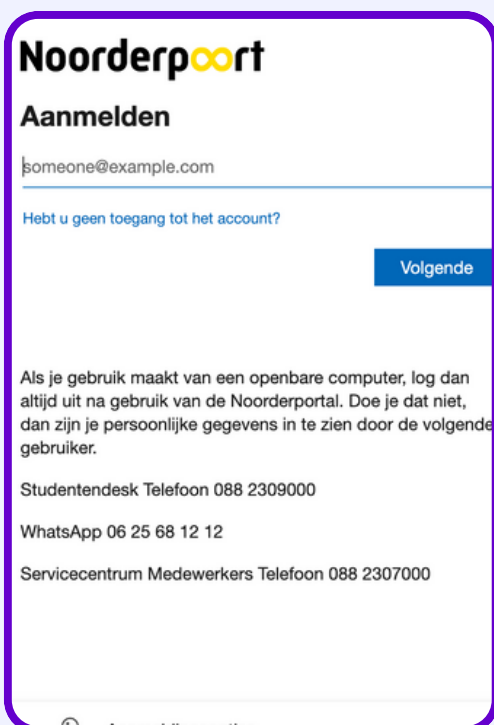 Noorderpoort
Aanmelden
someone@example.com
Hebt u geen toegang tot het account?
Volgende
Als je gebruik maakt van een openbare computer, log dan
altijd uit na gebruik van de Noorderportal. Doe je dat niet,
dan zijn je persoonlijke gegevens in te zien door de volgende
gebruiker.
Studentendesk Telefoon 088 2309000
WhatsApp 06 25 68 12 12
Servicecentrum Medewerkers Telefoon 088 2307000